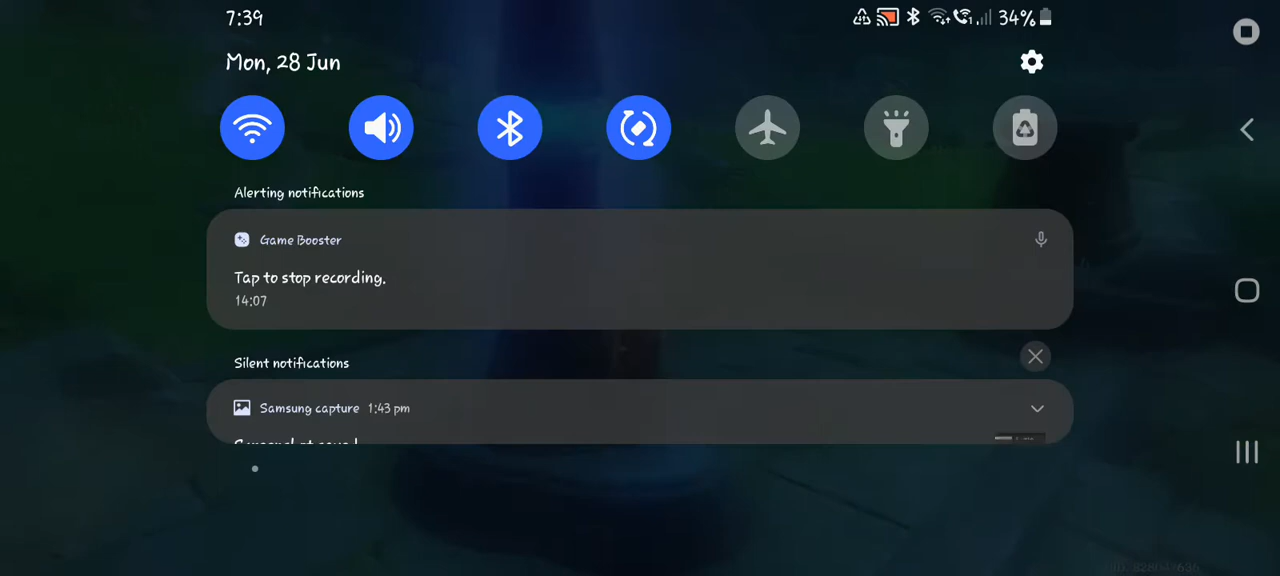 7:39
34%
Mon, 28 Jun
Alerting notifications
Game Booster
Tap to stop recording.
14:07
Silent notifications
Samsung capture 1:43 pm